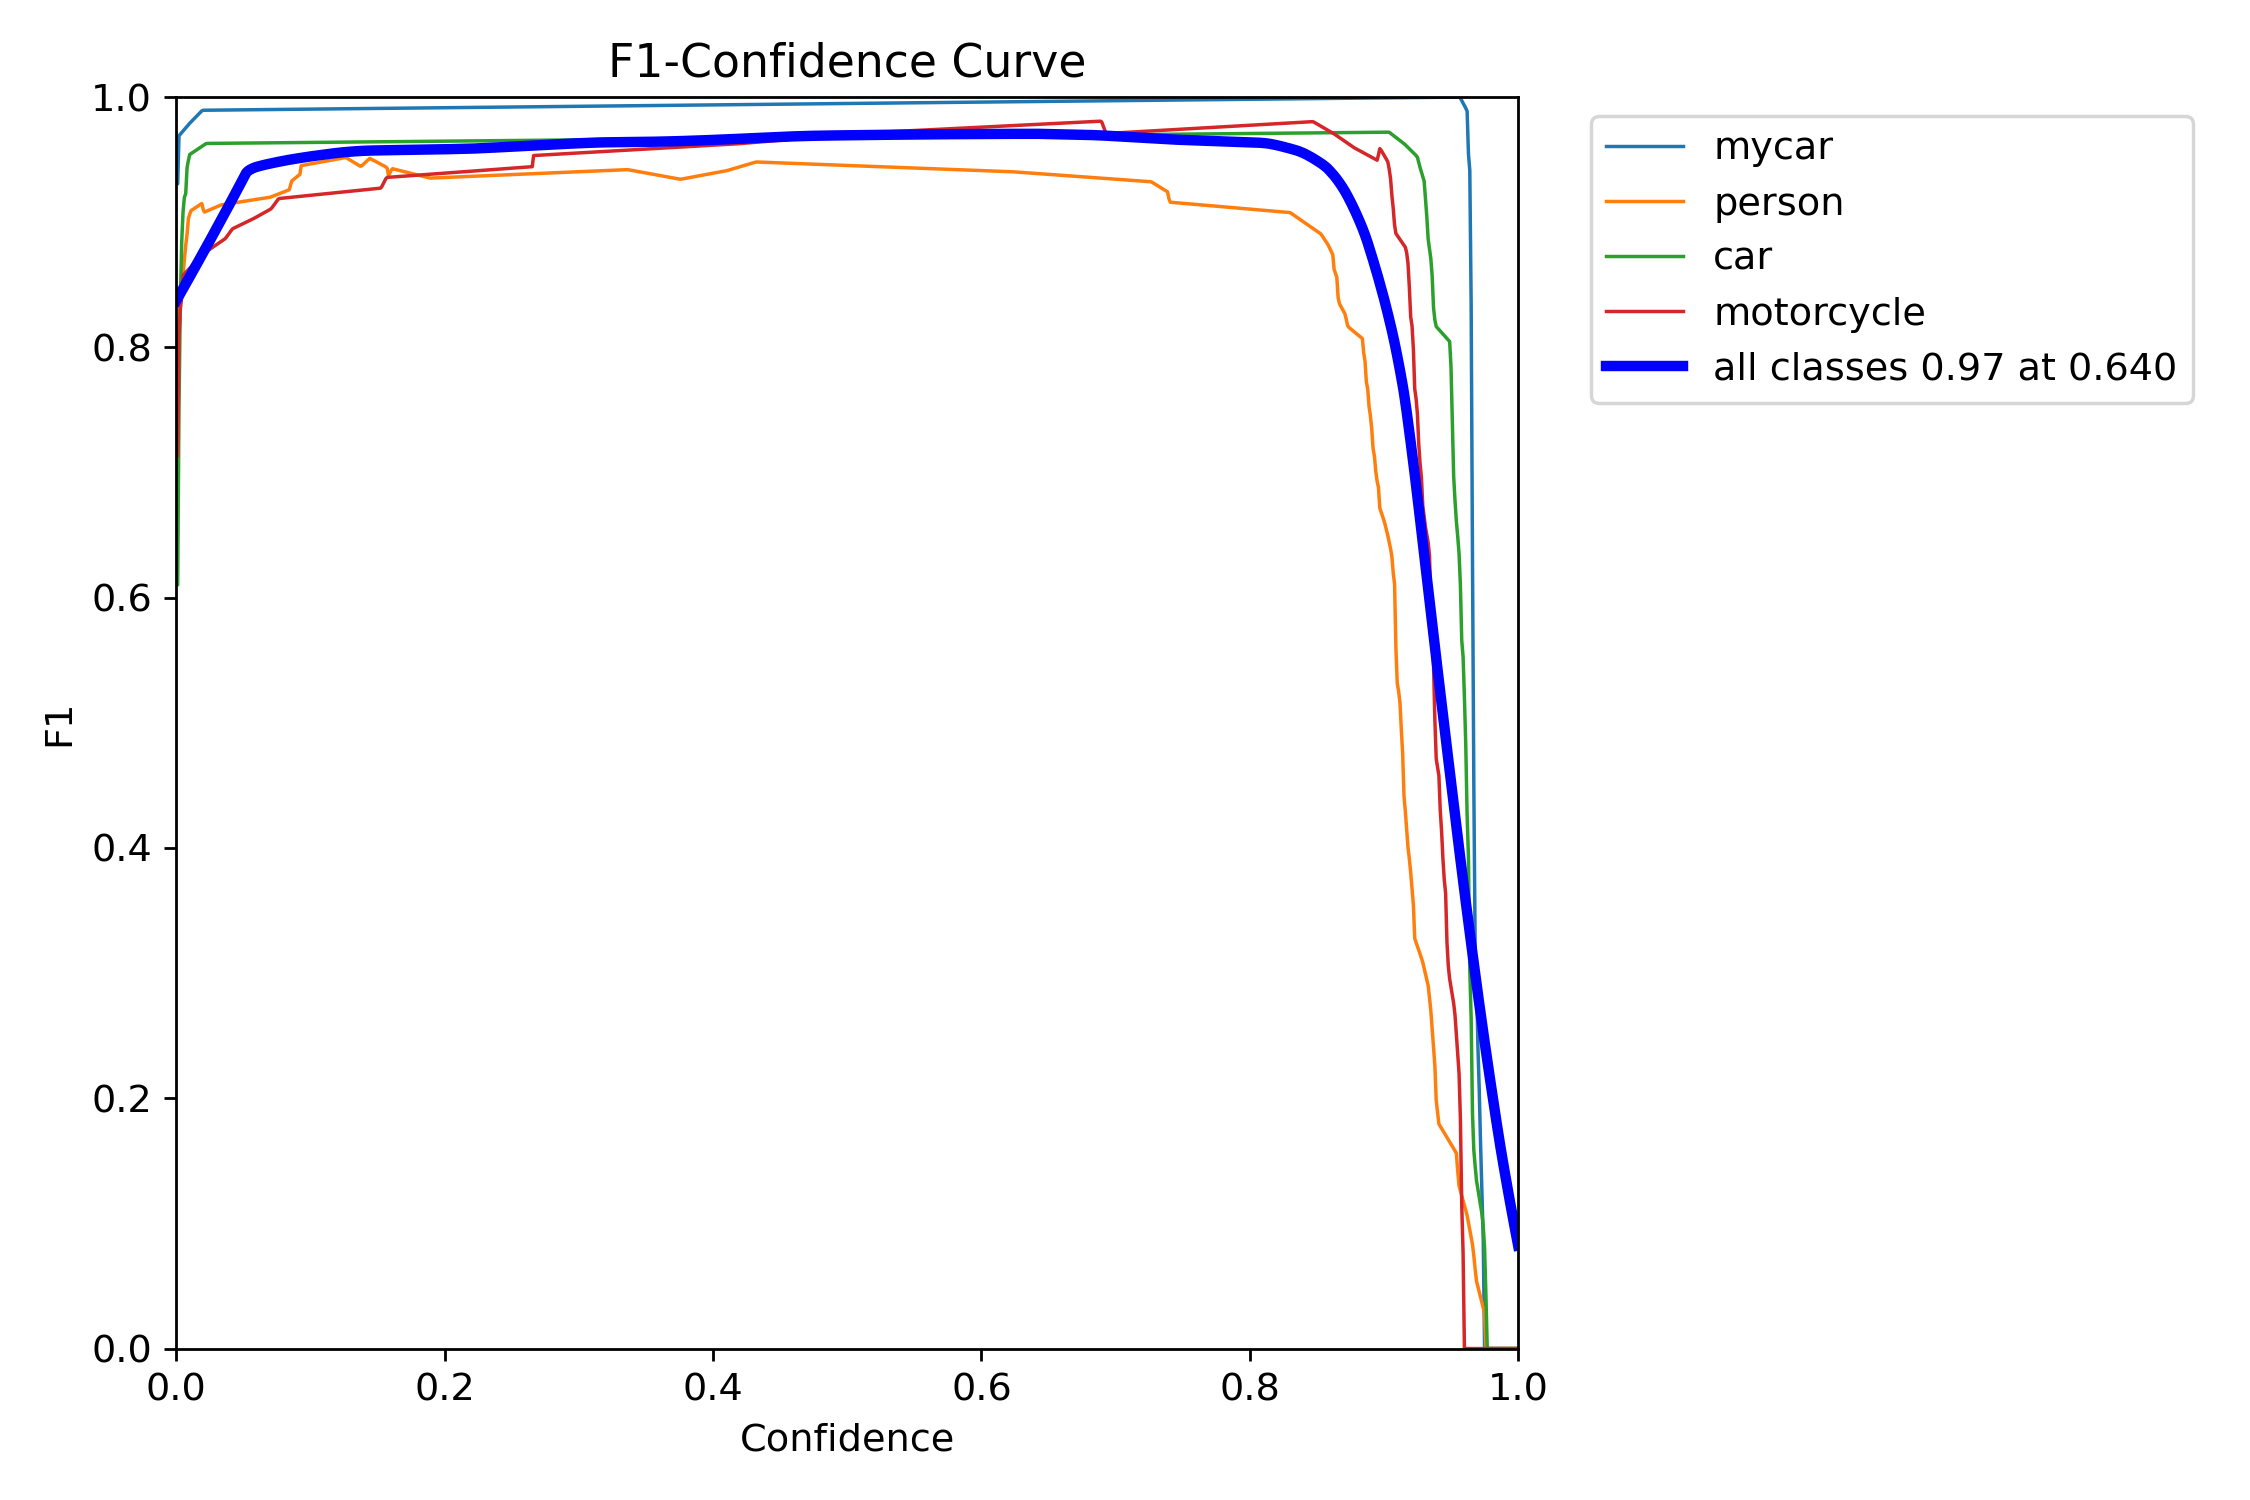 F1-Confidence Curve
1.0
0.8
0.6
0.4
0.2
0.0
F1
0.0 0.2 0.4 0.6 0.8 1.0
Confidence
mycar
person
car
motorcycle
all classes 0.97 at 0.640